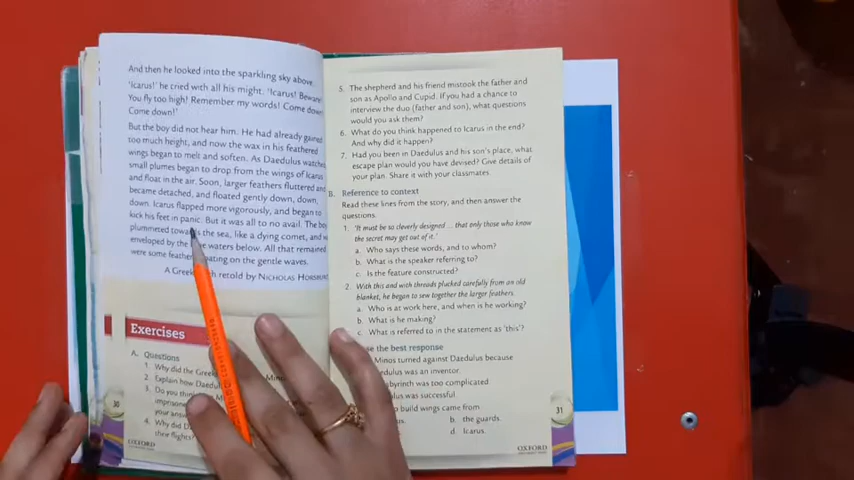 And then he looked into the sparkling sky above.
'Icarus!' he cried with all his might. 'Icarus! Beware!
You fly too high! Remember my words! Come down!
Come down!'
But the boy did not hear him. He had already gained
too much height, and now the wax in his feathered
wings began to melt and soften. As Daedulus watched
small plumes began to drop from the wings of Icarus
and float in the air. Soon, larger feathers fluttered and
became detached, and floated gently down, down,
down. Icarus flapped more vigorously, and began to
kick his feet in panic. But it was all to no avail. The boy
plummeted towards the sea, like a dying comet, and
enveloped by the waters below. All that remained
were some feathers floating on the gentle waves.
A Greek retold by NICHOLAS HORSBURGH
Exercises
A. Questions
1. Why did the Greek
2. Explain how Daedulus
3. Do you think
imprison
your answer
4. Why did D
their flight?
30
OXFORD
5. The shepherd and his friend mistook the father and
son as Apollo and Cupid. If you had a chance to
interview the duo (father and son), what questions
would you ask them?
6. What do you think happened to Icarus in the end?
And why did it happen?
7. Had you been in Daedulus and his son's place, what
escape plan would you have devised? Give details of
your plan. Share it with your classmates.
B. Reference to context
Read these lines from the story, and then answer the
questions.
1. 'It must be so cleverly designed ... that only those who know
the secret may get out of it.'
a. Who says these words, and to whom?
b. What is the speaker referring to?
c. Is the feature constructed?
2. With this and with threads plucked carefully from an old
blanket, he began to sew together the larger feathers.
a. Who is at work here, and when is he working?
b. What is he making?
c. What is referred to in the statement as 'this'?
the best response
Minos turned against Daedulus because
was an inventor.
was too complicated
was successful
to build wings came from
b. the guards.
d. Icarus.
31
OXFORD